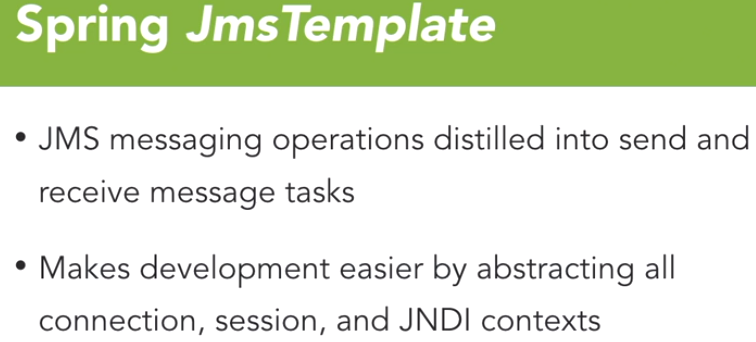 Spring JmsTemplate
• JMS messaging operations distilled into send and
receive message tasks
• Makes development easier by abstracting all
connection, session, and JNDI contexts